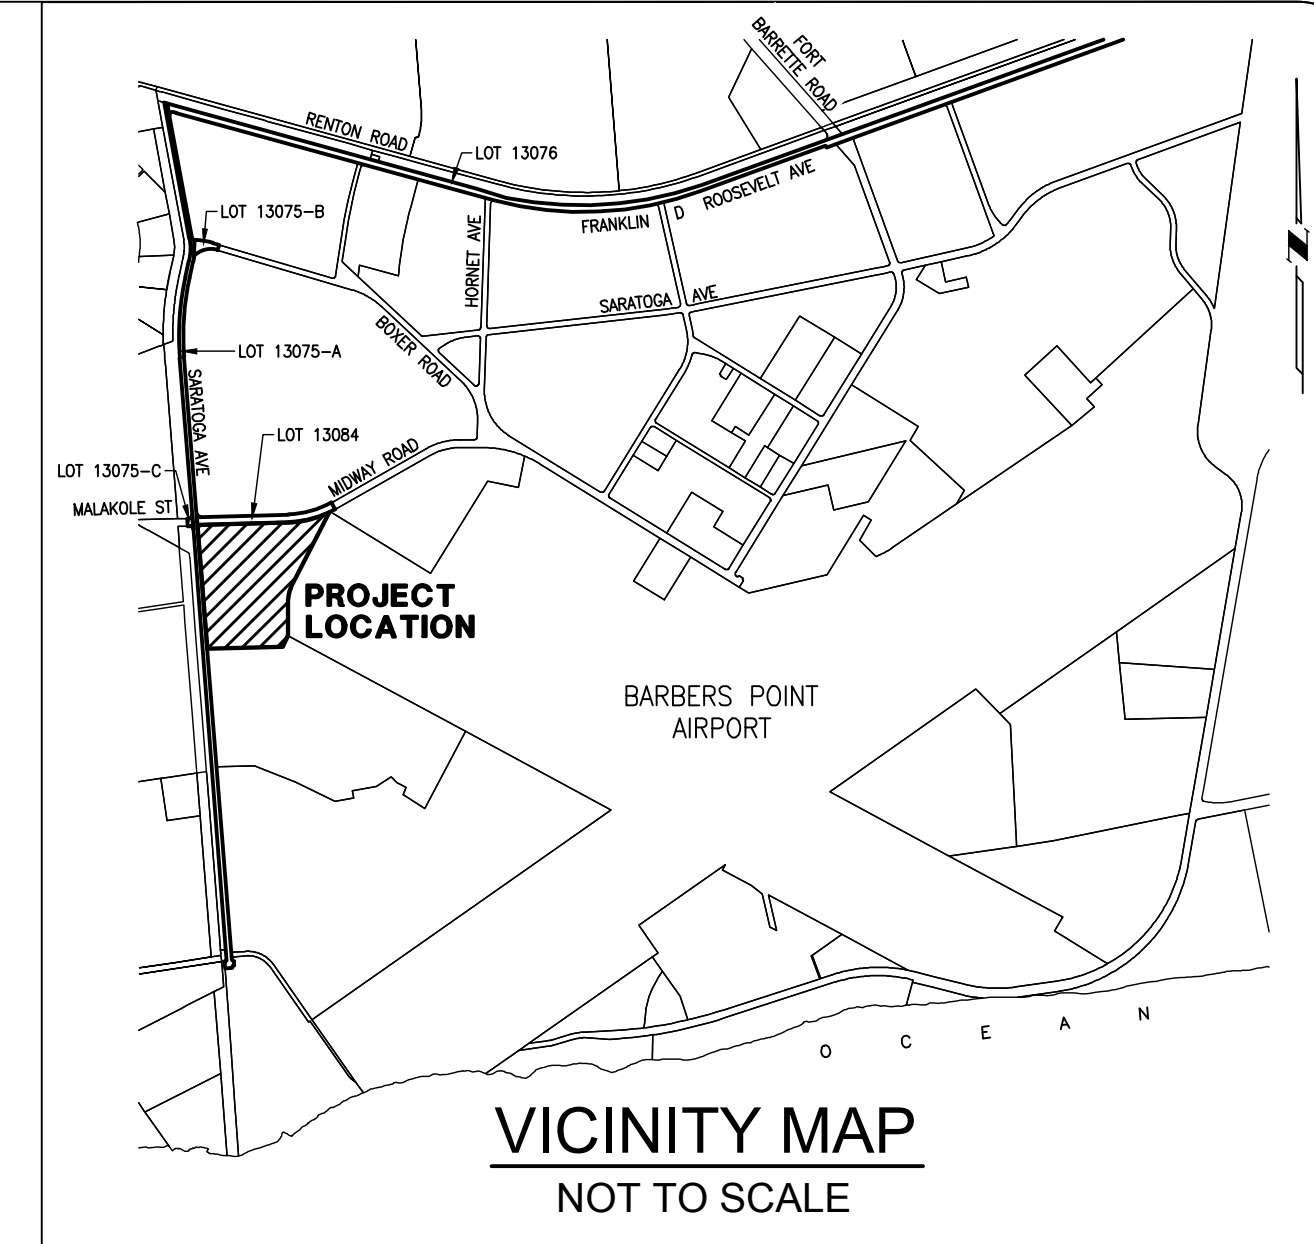 FORT
BARRETTE ROAD
RENTON ROAD
LOT 13076
LOT 13075-B
HORNET AVE
FRANKLIN D ROOSEVELT AVE
SARATOGA AVE
BOXER ROAD
LOT 13075-A
SARATOGA AVE
LOT 13084
MIDWAY ROAD
LOT 13075-C
MALAKOLE ST
PROJECT
LOCATION
BARBERS POINT
AIRPORT
OCEAN
VICINITY MAP
NOT TO SCALE